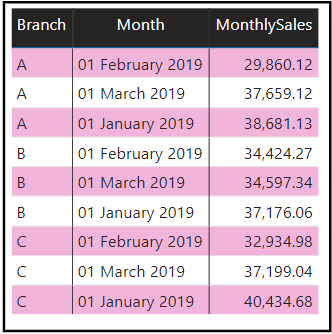 Branch Month MonthlySales
A 01 February 2019 29,860.12
A 01 March 2019 37,659.12
A 01 January 2019 38,681.13
B 01 February 2019 34,424.27
B 01 March 2019 34,597.34
B 01 January 2019 37,176.06
C 01 February 2019 32,934.98
C 01 March 2019 37,199.04
C 01 January 2019 40,434.68